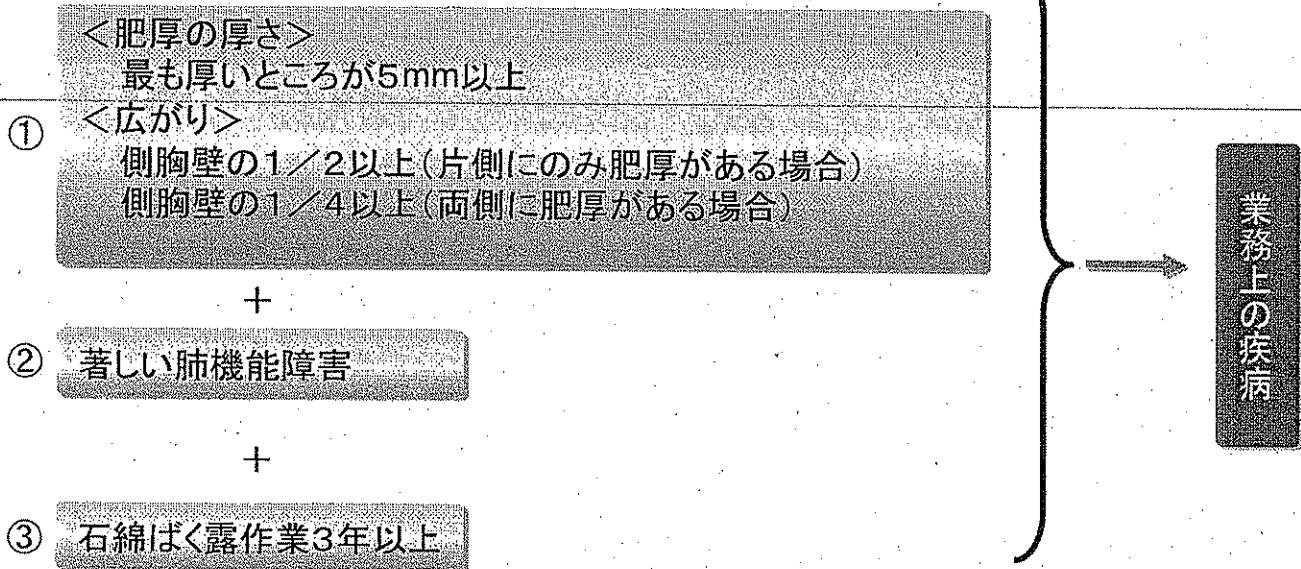 <肥厚の厚さ>
最も厚いところが5mm以上
① <広がり>
側胸壁の1/2以上(片側にのみ肥厚がある場合)
側胸壁の1/4以上(両側に肥厚がある場合)
+
② 著しい肺機能障害
+
③ 石綿ばく露作業3年以上
業務上の疾病